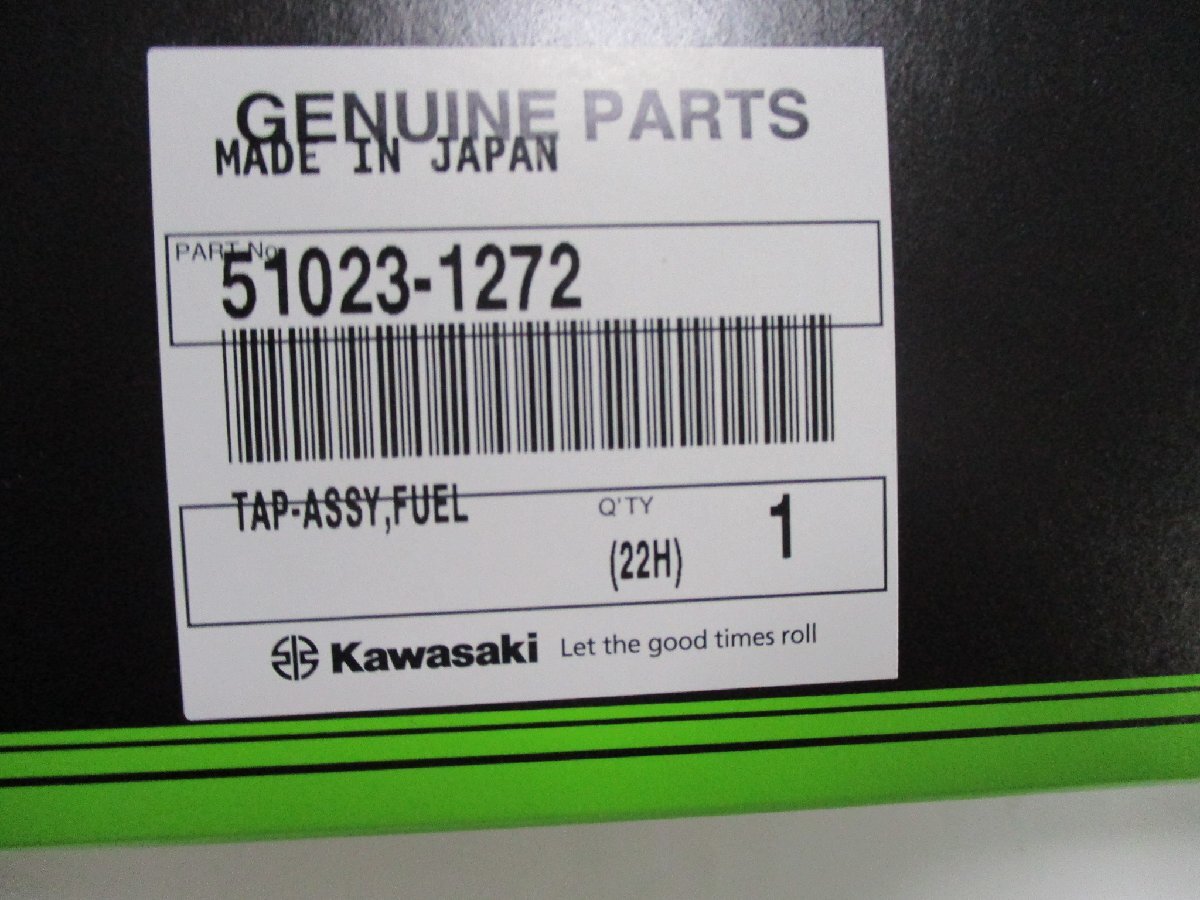 GENUINE PARTS
MADE IN JAPAN
PART No.
51023-1272
TAP-ASSY,FUEL
Q'TY
1
(22H)
Kawasaki Let the good times roll